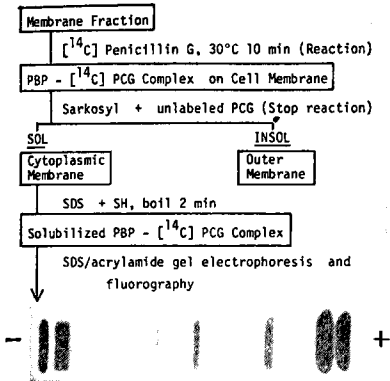 Membrane Fraction
[14C] Penicillin G, 30°C 10 min (Reaction)
PBP - [14C] PCG Complex on Cell Membrane
Sarkosyl + unlabeled PCG (Stop reaction)
SOL
INSOL
Cytoplasmic
Membrane
Outer
Membrane
SDS + SH, boil 2 min
Solubilized PBP - [14C] PCG Complex
SDS/acrylamide gel electrophoresis and
fluorography
- +